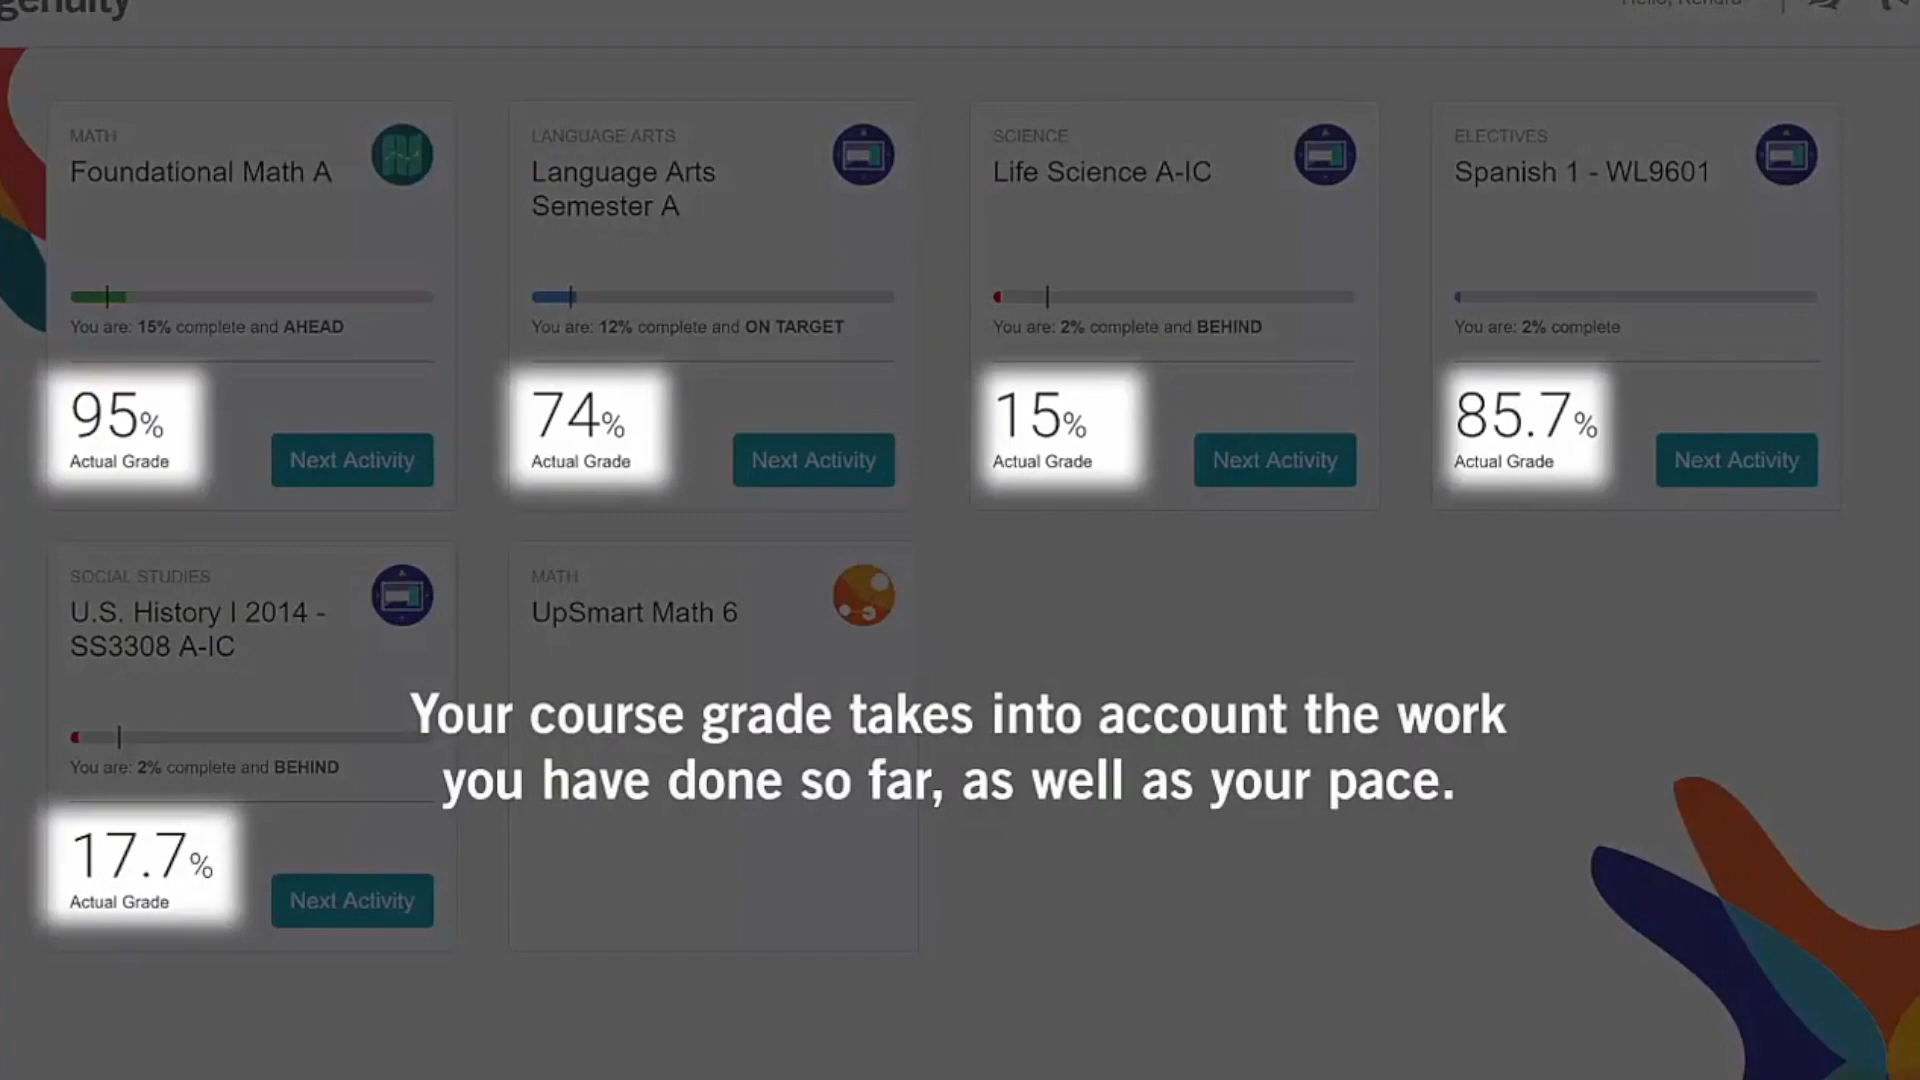 MATH
Foundational Math A
You are: 15% complete and AHEAD
95%
Actual Grade
Next Activity
LANGUAGE ARTS
Language Arts
Semester A
You are: 12% complete and ON TARGET
74%
Actual Grade
Next Activity
SCIENCE
Life Science A-IC
You are: 2% complete and BEHIND
15%
Actual Grade
Next Activity
ELECTIVES
Spanish 1 - WL9601
You are: 2% complete
85.7%
Actual Grade
Next Activity
SOCIAL STUDIES
U.S. History I 2014 -
SS3308 A-IC
You are: 2% complete and BEHIND
17.7%
Actual Grade
Next Activity
MATH
UpSmart Math 6
Your course grade takes into account the work
you have done so far, as well as your pace.